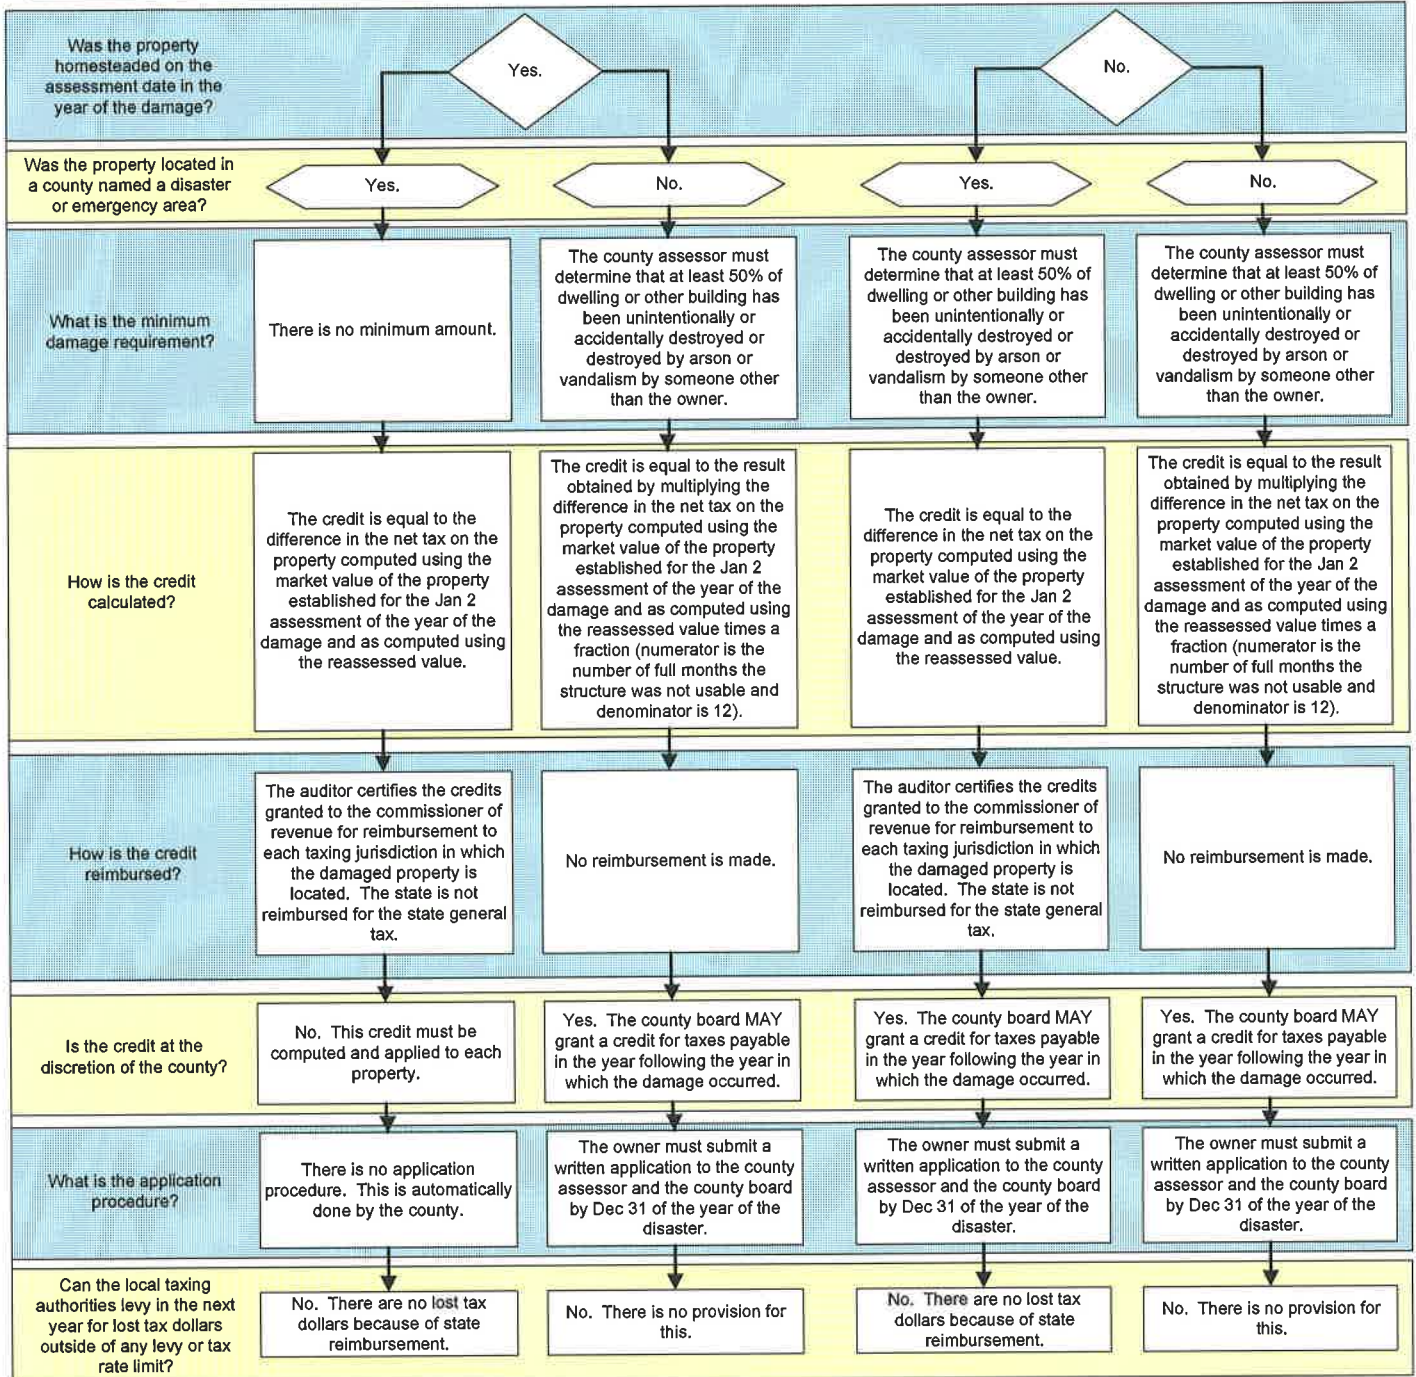 Was the property
homesteaded on the
assessment date in the
year of the damage?
Yes.
No.
Was the property located in
a county named a disaster
or emergency area?
Yes.
No.
Yes.
No.
What is the minimum
damage requirement?
There is no minimum amount.
The county assessor must
determine that at least 50% of
dwelling or other building has
been unintentionally or
accidentally destroyed or
destroyed by arson or
vandalism by someone other
than the owner.
The county assessor must
determine that at least 50% of
dwelling or other building has
been unintentionally or
accidentally destroyed or
destroyed by arson or
vandalism by someone other
than the owner.
The county assessor must
determine that at least 50% of
dwelling or other building has
been unintentionally or
accidentally destroyed or
destroyed by arson or
vandalism by someone other
than the owner.
How is the credit
calculated?
The credit is equal to the
difference in the net tax on the
property computed using the
market value of the property
established for the Jan 2
assessment of the year of the
damage and as computed using
the reassessed value.
The credit is equal to the result
obtained by multiplying the
difference in the net tax on the
property computed using the
market value of the property
established for the Jan 2
assessment of the year of the
damage and as computed using
the reassessed value times a
fraction (numerator is the
number of full months the
structure was not usable and
denominator is 12).
The credit is equal to the
difference in the net tax on the
property computed using the
market value of the property
established for the Jan 2
assessment of the year of the
damage and as computed using
the reassessed value.
The credit is equal to the result
obtained by multiplying the
difference in the net tax on the
property computed using the
market value of the property
established for the Jan 2
assessment of the year of the
damage and as computed using
the reassessed value times a
fraction (numerator is the
number of full months the
structure was not usable and
denominator is 12).
How is the credit
reimbursed?
The auditor certifies the credits
granted to the commissioner of
revenue for reimbursement to
each taxing jurisdiction in which
the damaged property is
located. The state is not
reimbursed for the state general
tax.
No reimbursement is made.
The auditor certifies the credits
granted to the commissioner of
revenue for reimbursement to
each taxing jurisdiction in which
the damaged property is
located. The state is not
reimbursed for the state general
tax.
No reimbursement is made.
Is the credit at the
discretion of the county?
No. This credit must be
computed and applied to each
property.
Yes. The county board MAY
grant a credit for taxes payable
in the year following the year in
which the damage occurred.
Yes. The county board MAY
grant a credit for taxes payable
in the year following the year in
which the damage occurred.
Yes. The county board MAY
grant a credit for taxes payable
in the year following the year in
which the damage occurred.
What is the application
procedure?
There is no application
procedure. This is automatically
done by the county.
The owner must submit a
written application to the county
assessor and the county board
by Dec 31 of the year of the
disaster.
The owner must submit a
written application to the county
assessor and the county board
by Dec 31 of the year of the
disaster.
The owner must submit a
written application to the county
assessor and the county board
by Dec 31 of the year of the
disaster.
Can the local taxing
authorities levy in the next
year for lost tax dollars
outside of any levy or tax
rate limit?
No. There are no lost tax
dollars because of state
reimbursement.
No. There is no provision for
this.
No. There are no lost tax
dollars because of state
reimbursement.
No. There is no provision for
this.